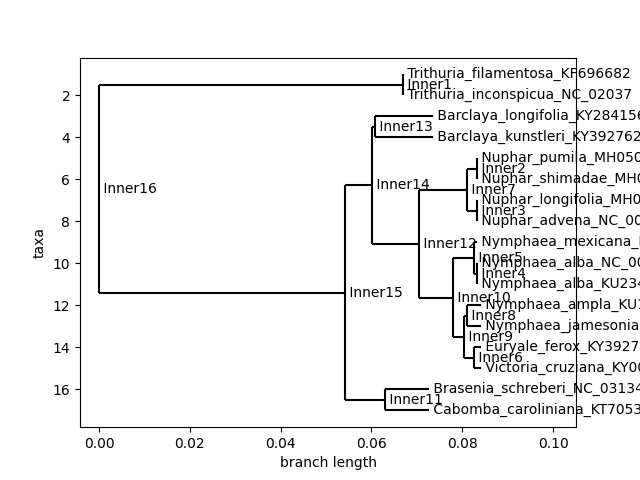 Trithuria_filamentosa_KF696682
Inner1
Trithuria_inconspicua_NC_02037
Barclaya_longifolia_KY284156
Inner13
Barclaya_kunstleri_KY392762
Nuphar_pumila_MH050
Inner2
Nuphar_shimadae_MH0
Inner14
Inner7
Inner16
Nuphar_longifolia_MH0
Inner3
Nuphar_advena_NC_00
Inner12
Nymphaea_mexicana_
Inner5
Nymphaea_alba_NC_00
Inner4
Nymphaea_alba_KU234
Inner15
Inner10
Nymphaea_ampla_KU1
Inner8
Nymphaea_jamesonia
Inner9
Euryale_ferox_KY3927
Inner6
Victoria_cruziana_KY00
Brasenia_schreberi_NC_03134
Inner11
Cabomba_caroliniana_KT7053
2
4
6
8
10
12
14
16
taxa
0.00 0.02 0.04 0.06 0.08 0.10
branch length